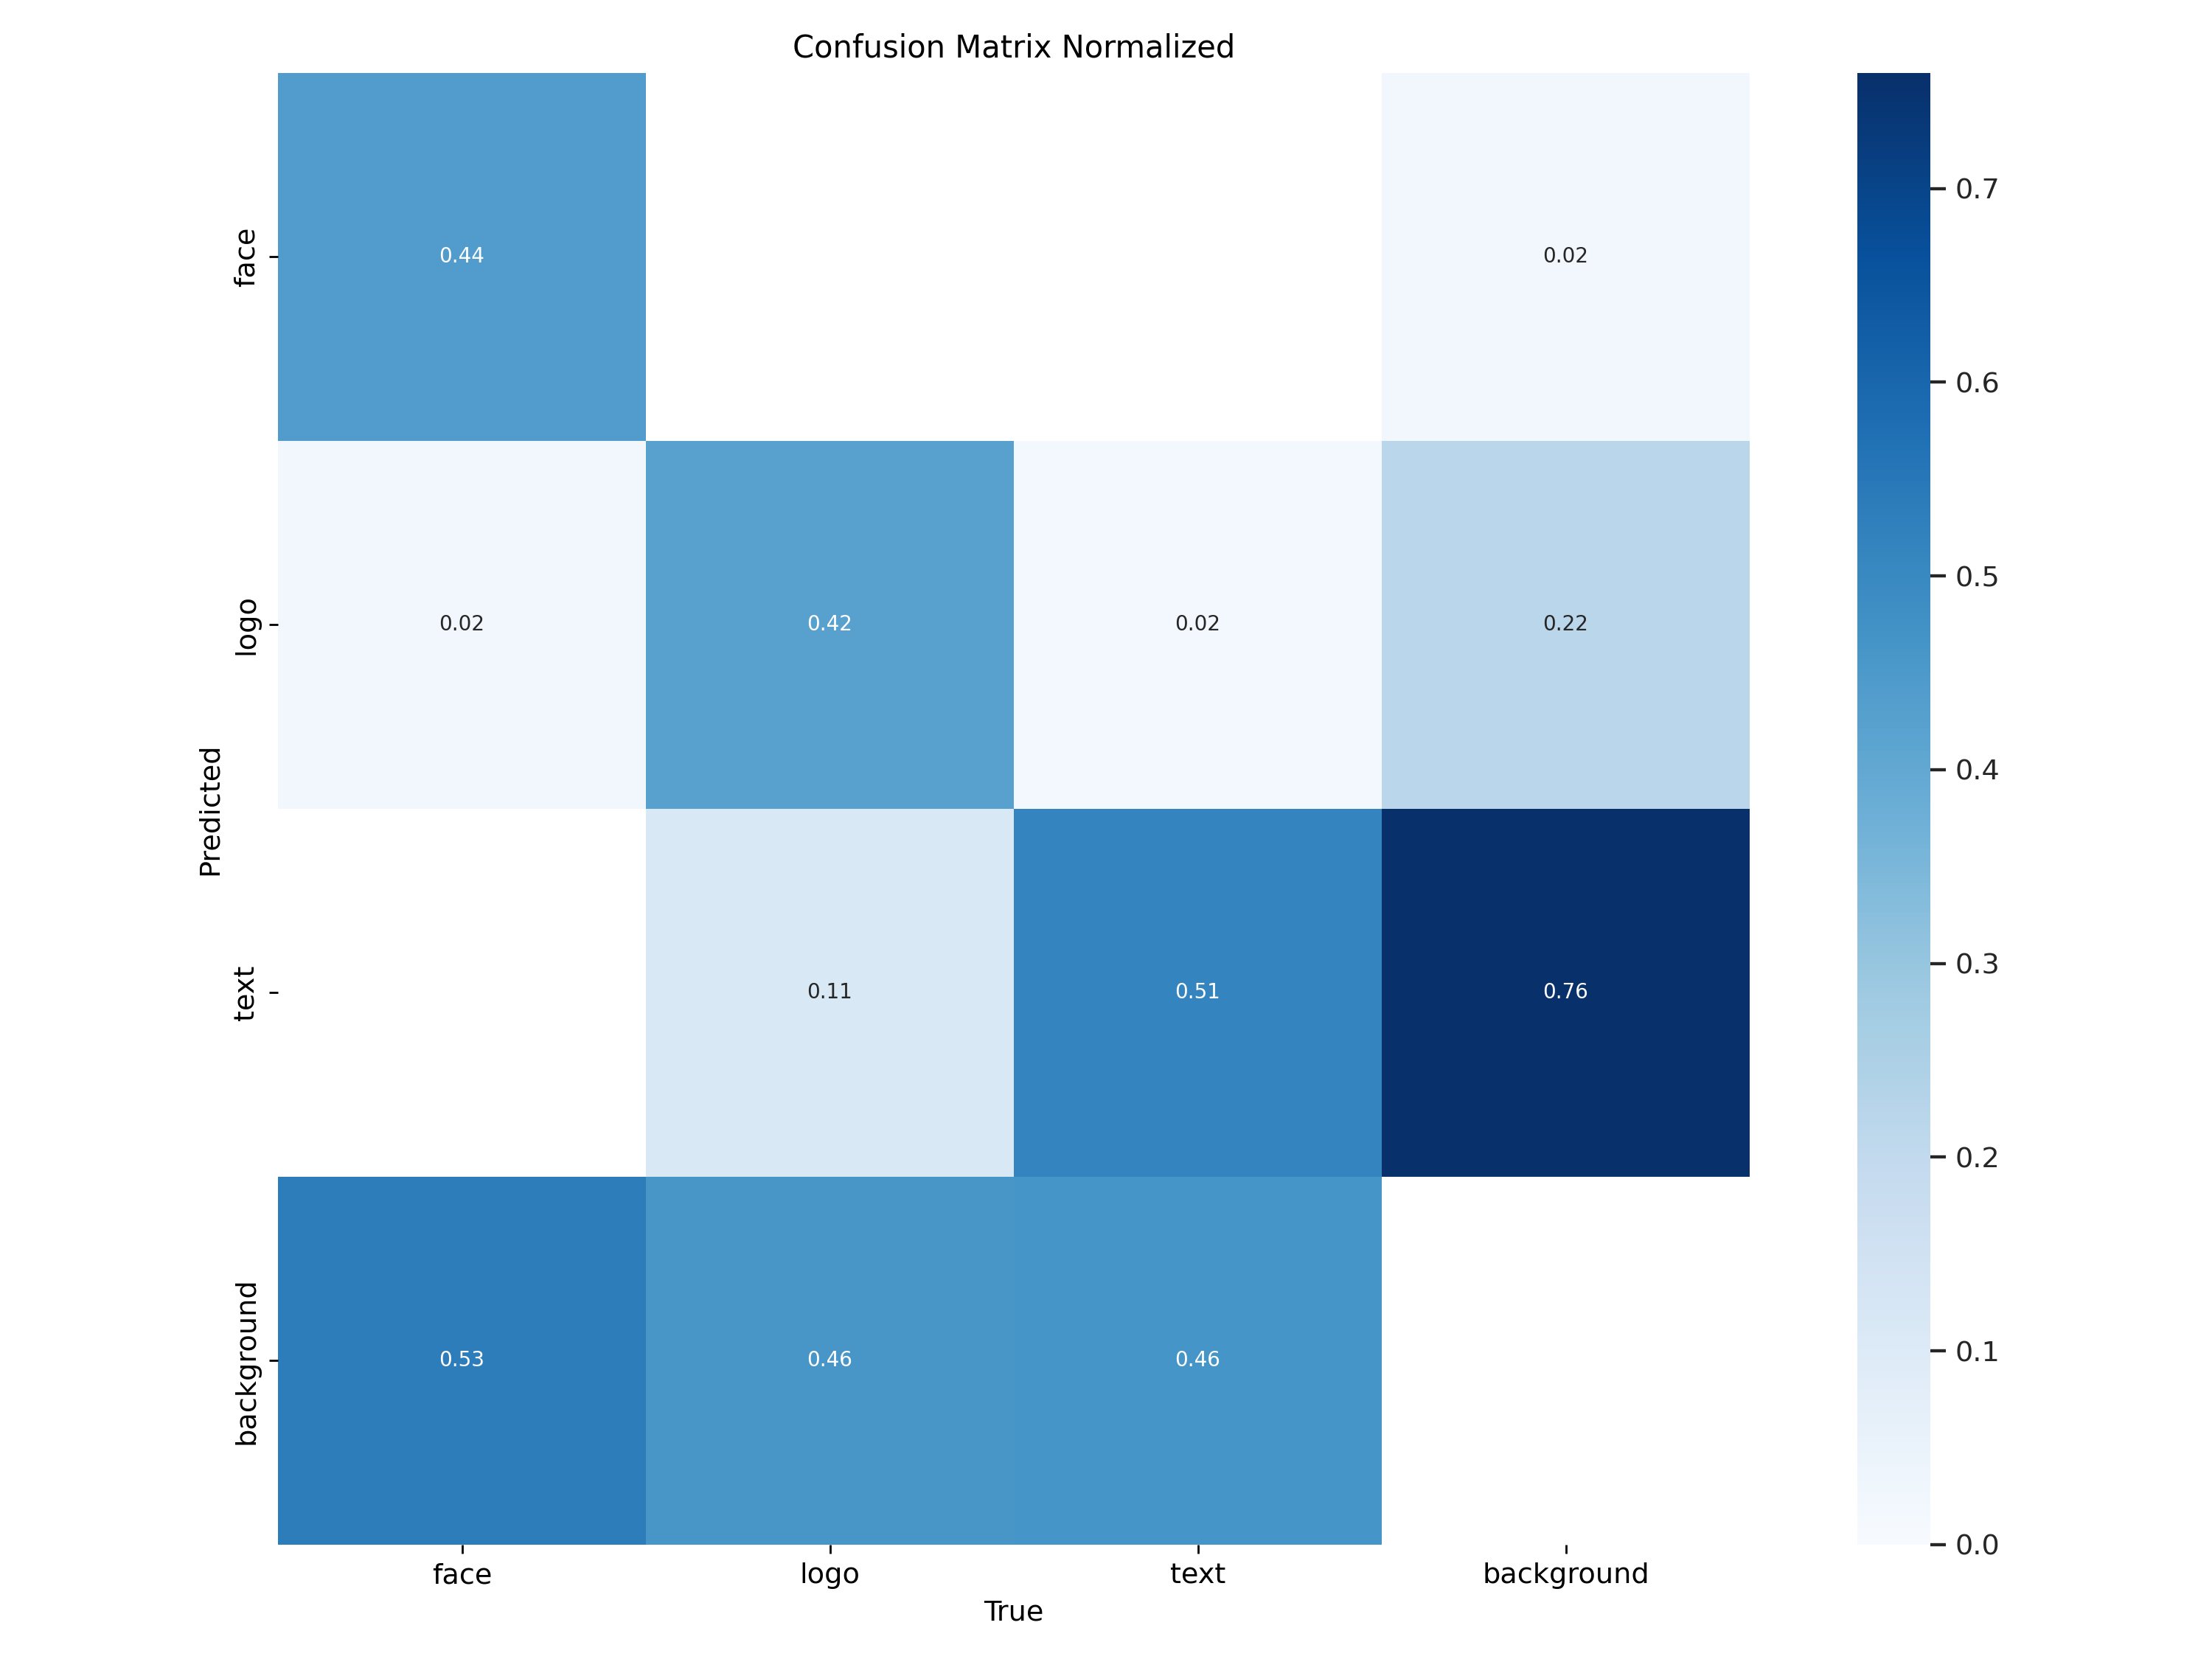 Confusion Matrix Normalized
face
0.44
0.02
0.7
0.6
logo
0.02
0.42
0.02
0.22
0.5
0.4
Predicted
text
0.11
0.51
0.76
0.3
0.2
background
0.53
0.46
0.46
0.1
0.0
face
logo
text
background
True